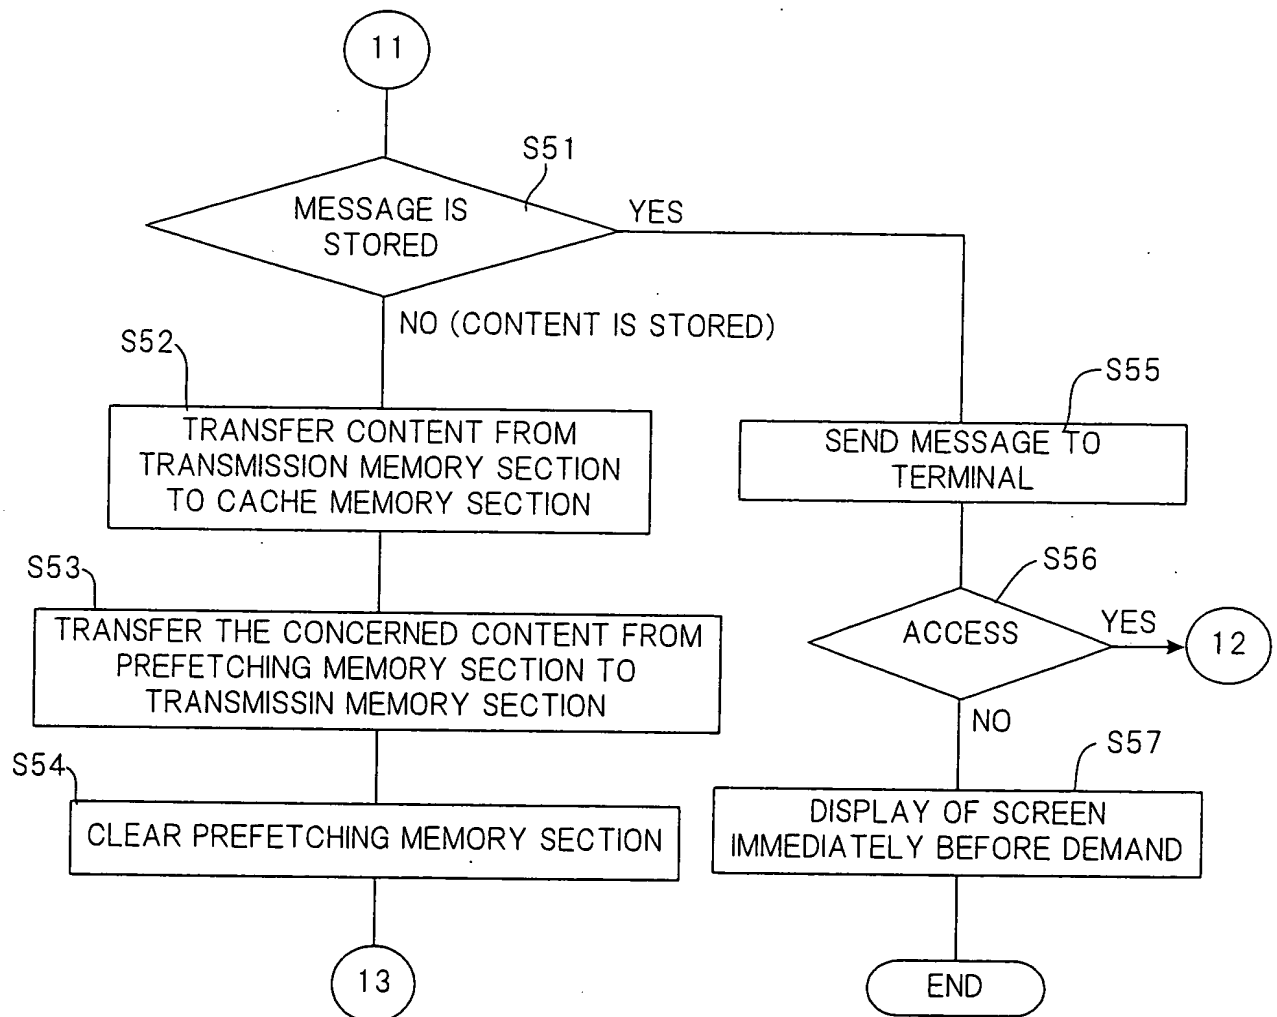 11
S51
MESSAGE IS
STORED
YES
NO (CONTENT IS STORED)
S52
TRANSFER CONTENT FROM
TRANSMISSION MEMORY SECTION
TO CACHE MEMORY SECTION
S53
TRANSFER THE CONCERNED CONTENT FROM
PREFETCHING MEMORY SECTION TO
TRANSMISSIN MEMORY SECTION
S54
CLEAR PREFETCHING MEMORY SECTION
13
S55
SEND MESSAGE TO
TERMINAL
S56
ACCESS
YES
12
NO
S57
DISPLAY OF SCREEN
IMMEDIATELY BEFORE DEMAND
END